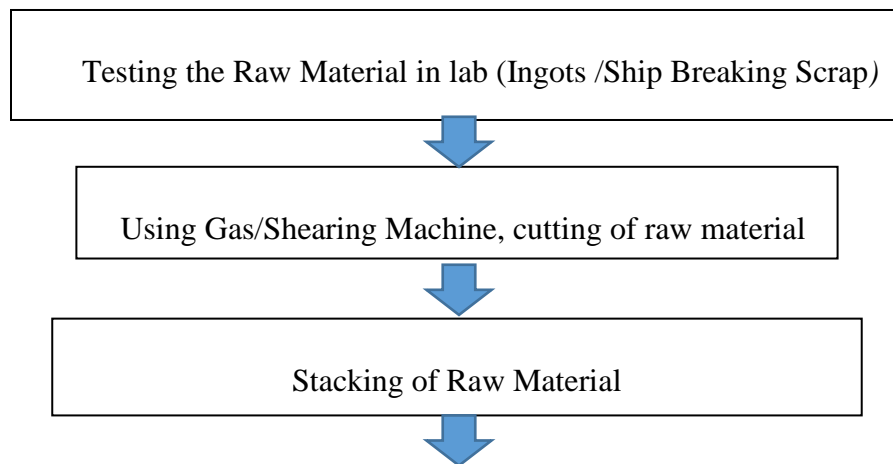 Testing the Raw Material in lab (Ingots /Ship Breaking Scrap)
Using Gas/Shearing Machine, cutting of raw material
Stacking of Raw Material